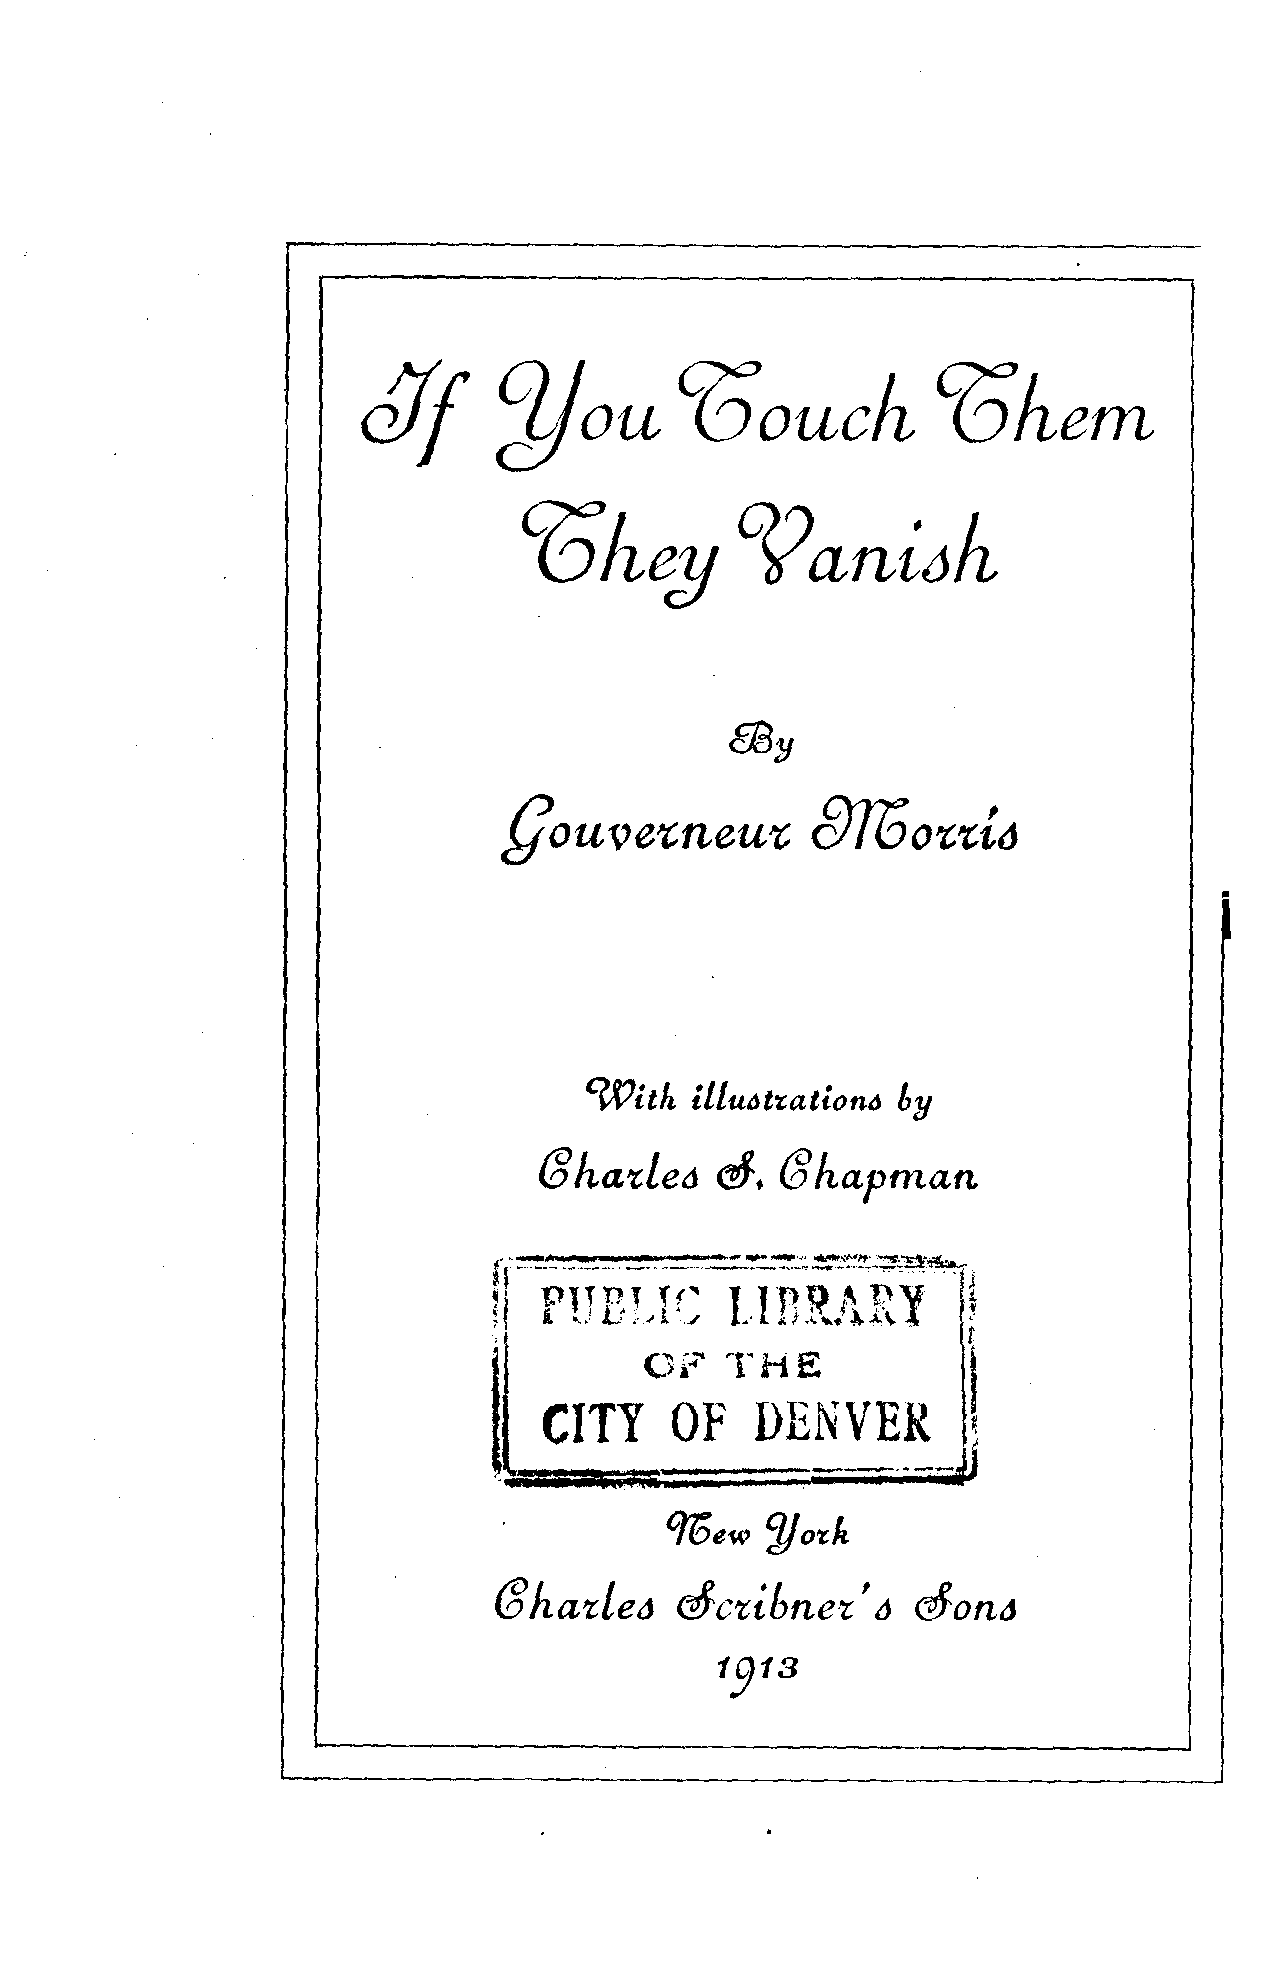 If You Touch Them
They Vanish
By
Gouverneur Morris
With illustrations by
Charles S. Chapman
PUBLIC LIBRARY
OF THE
CITY OF DENVER
New York
Charles Scribner's Sons
1913